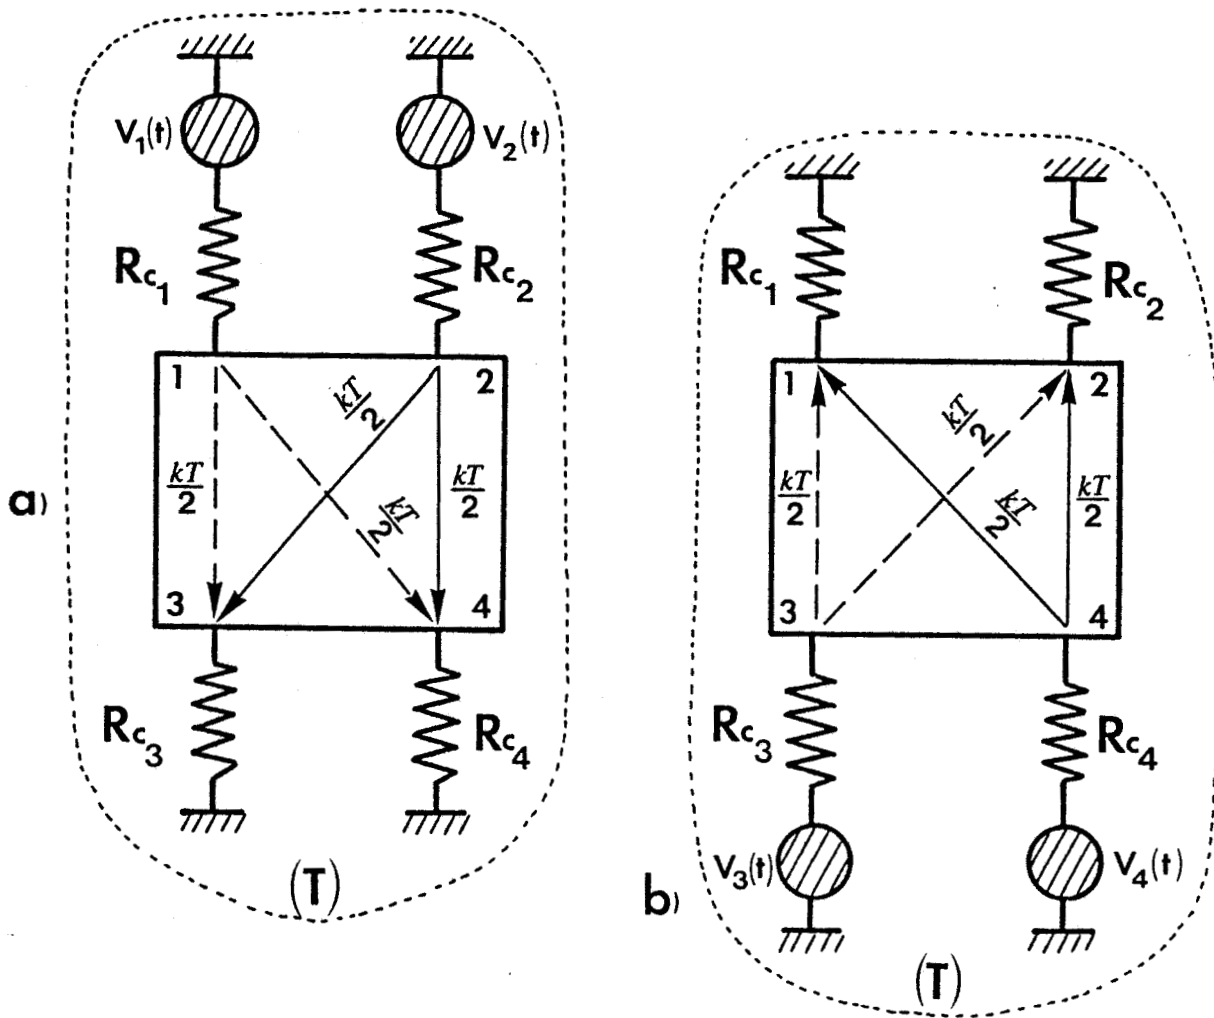 V1(t)
V2(t)
Rc1
Rc2
1
2
kT/2
kT/2
kT/2
kT/2
3
4
a)
Rc3
Rc4
(T)
Rc1
Rc2
1
2
kT/2
kT/2
kT/2
kT/2
3
4
Rc3
Rc4
V3(t)
V4(t)
b)
(T)